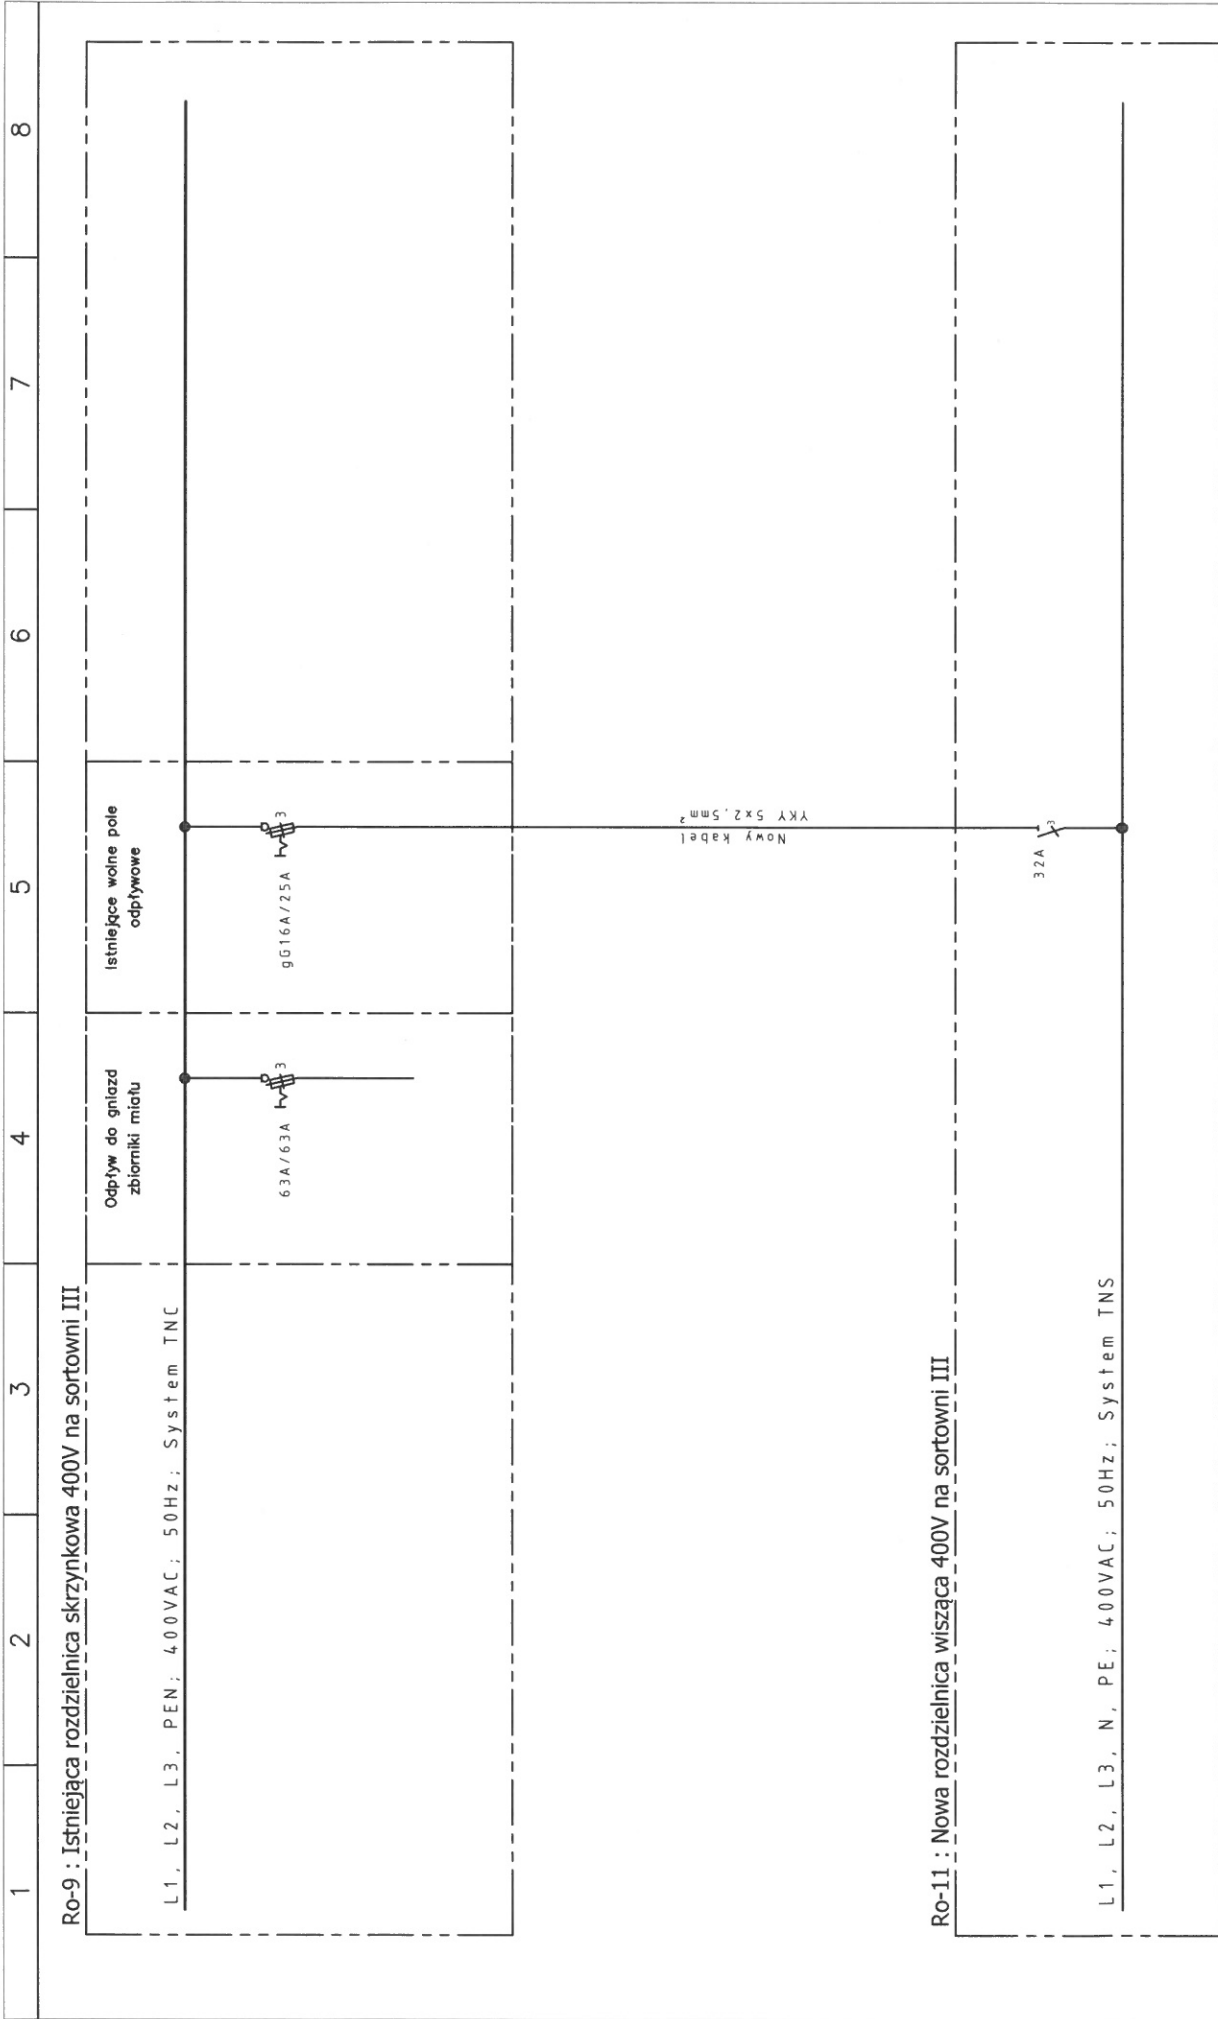 1 2 3 4 5 6 7 8
Ro-9 : Istniejąca rozdzielnica skrzynkowa 400V na sortowni III
Odpływ do gniazd
zbiorniki miału
Istniejące wolne pole
odpływowe
L1, L2, L3, PEN; 400VAC; 50Hz; System TNC
63A/63A
3
gG16A/25A
3
Nowy kabel
YKY 5x2,5mm²
Ro-11 : Nowa rozdzielnica wisząca 400V na sortowni III
32A
3
L1, L2, L3, N, PE; 400VAC; 50Hz; System TNS